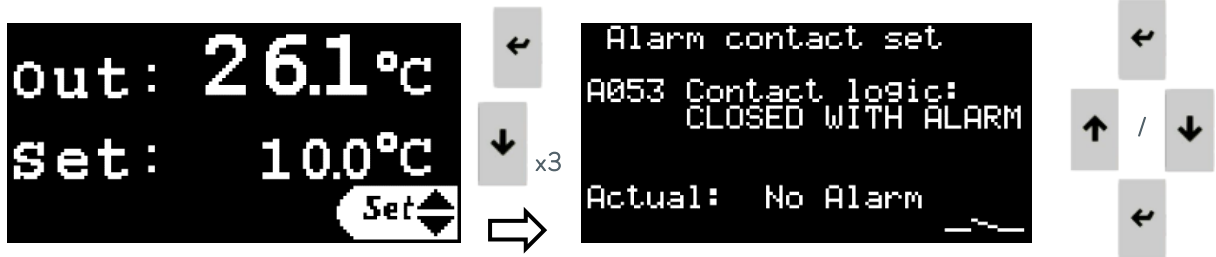 out: 26.1°C
Set: 10.0°C
Set
x3
Alarm contact set
A053 Contact logic:
CLOSED WITH ALARM
Actual: No Alarm
/